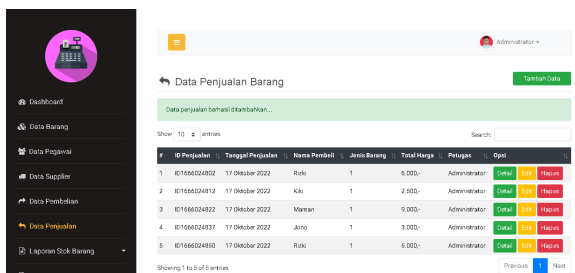 Administrator
Data Penjualan Barang
Tambah Data
Dashboard
Data Barang
Data Pegawai
Data Supplier
Data Pembelian
Data Penjualan
Laporan Stok Barang
Data penjualan berhasil ditambahkan...
Show 10 entries
Search:
# ID Penjualan Tanggal Penjualan Nama Pembeli Jenis Barang Total Harga Petugas Opsi
1 ID1666024802 17 Oktober 2022 Rizki 1 6.000,- Administrator Detail Edit Hapus
2 ID1666024812 17 Oktober 2022 Kiki 1 2.500,- Administrator Detail Edit Hapus
3 ID1666024822 17 Oktober 2022 Maman 1 9.000,- Administrator Detail Edit Hapus
4 ID1666024837 17 Oktober 2022 Jono 1 3.000,- Administrator Detail Edit Hapus
5 ID1666024850 17 Oktober 2022 Rizki 1 5.000,- Administrator Detail Edit Hapus
Showing 1 to 5 of 5 entries
Previous 1 Next